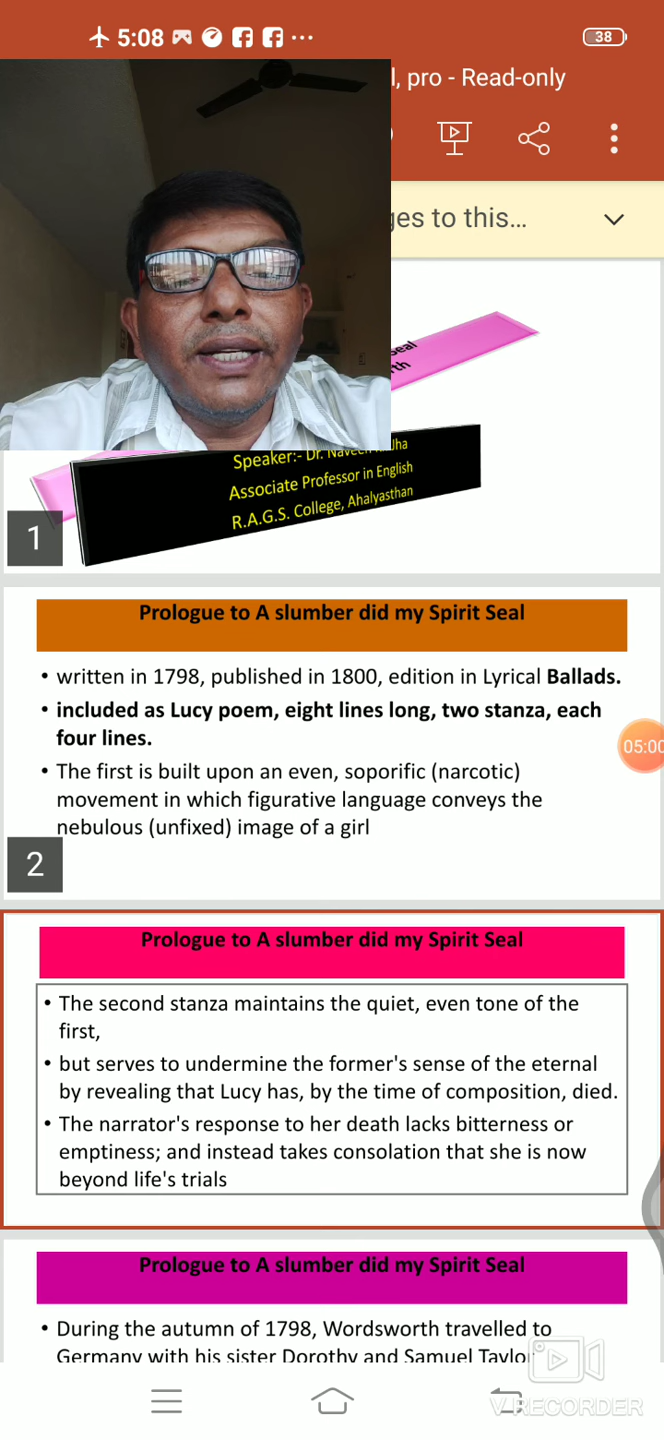 5:08
38
l, pro - Read-only
ges to this...
Seal
rth
Speaker:- Dr. Jha
Associate Professor in English
R.A.G.S. College, Ahalyasthan
1
Prologue to A slumber did my Spirit Seal
• written in 1798, published in 1800, edition in Lyrical Ballads.
• included as Lucy poem, eight lines long, two stanza, each
four lines.
• The first is built upon an even, soporific (narcotic)
movement in which figurative language conveys the
nebulous (unfixed) image of a girl
2
05:00
Prologue to A slumber did my Spirit Seal
• The second stanza maintains the quiet, even tone of the
first,
• but serves to undermine the former's sense of the eternal
by revealing that Lucy has, by the time of composition, died.
• The narrator's response to her death lacks bitterness or
emptiness; and instead takes consolation that she is now
beyond life's trials
Prologue to A slumber did my Spirit Seal
• During the autumn of 1798, Wordsworth travelled to
Germany with his sister Dorothy and Samuel Taylor
V RECORDER